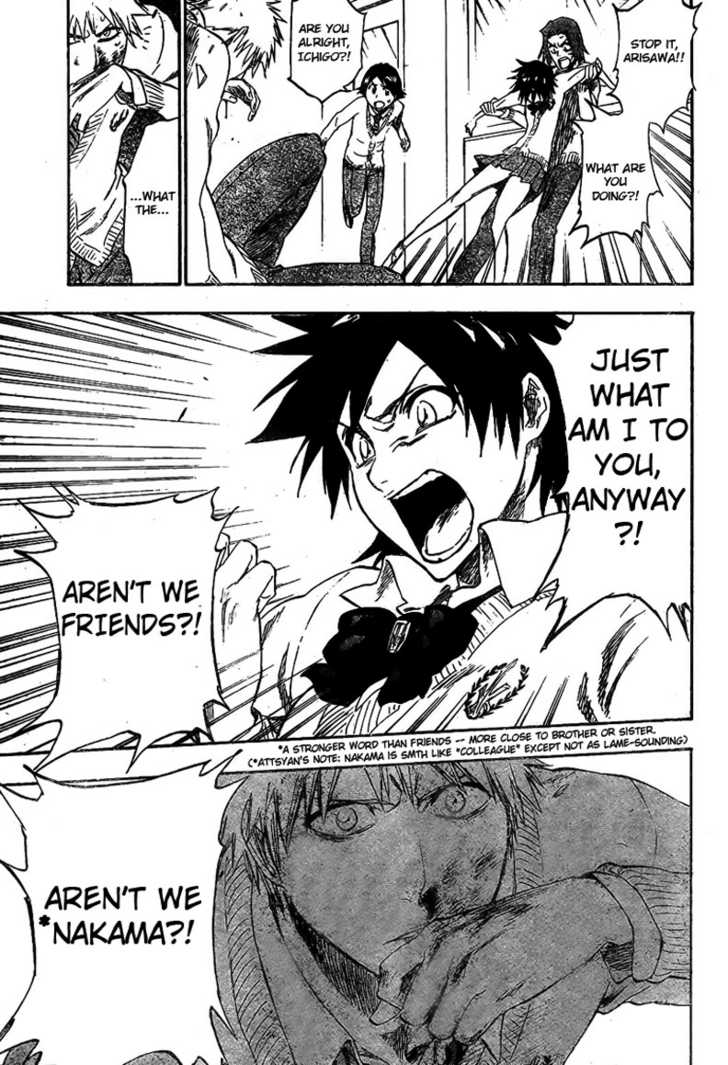 STOP IT,
ARISAWA!!
WHAT ARE
YOU
DOING?!
ARE YOU
ALRIGHT,
ICHIGO?!
...WHAT
THE...
JUST
WHAT
AM I TO
YOU,
ANYWAY
?!
AREN'T WE
FRIENDS?!
*A STRONGER WORD THAN FRIENDS -- MORE CLOSE TO BROTHER OR SISTER.
(*ATTSYAN'S NOTE: NAKAMA IS SMTH LIKE "COLLEAGUE" EXCEPT NOT AS LAME-SOUNDING)
AREN'T WE
*NAKAMA?!